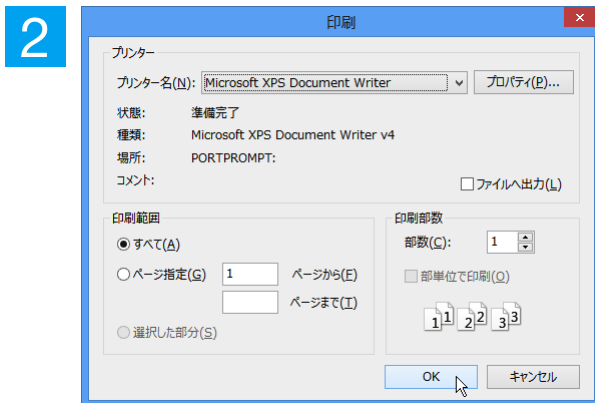 2
印刷
プリンター
プリンター名(N): Microsoft XPS Document Writer プロパティ(P)...
状態: 準備完了
種類: Microsoft XPS Document Writer v4
場所: PORTPROMPT:
コメント: ファイルへ出力(L)
印刷範囲
すべて(A)
ページ指定(G) 1 ページから(F)
ページまで(T)
選択した部分(S)
印刷部数
部数(C): 1
部単位で印刷(O)
1 1 2 2 3 3
OK キャンセル